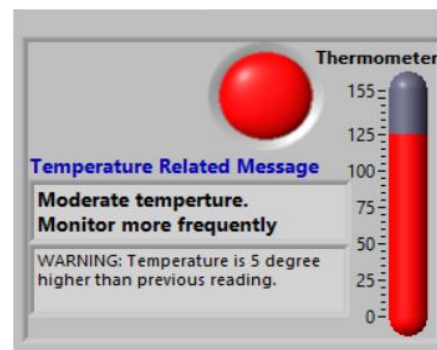 Thermometer
155
125
100
75
50
25
0
Temperature Related Message
Moderate temperture.
Monitor more frequently
WARNING: Temperature is 5 degree
higher than previous reading.